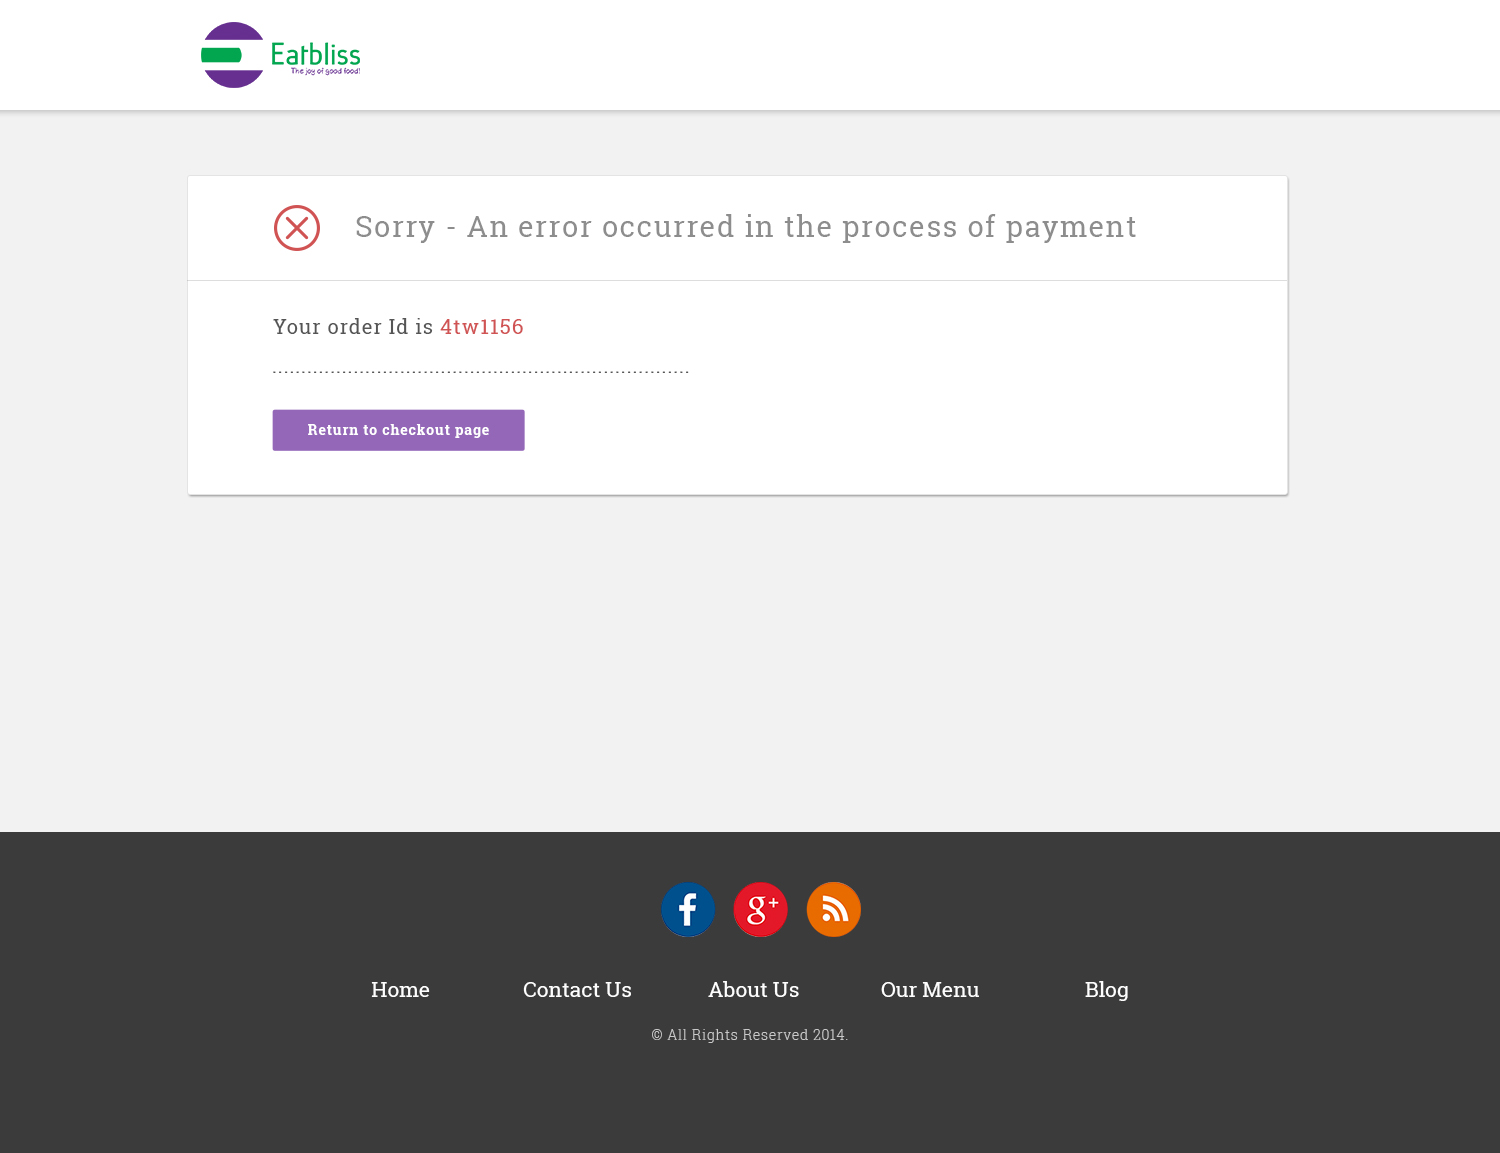 Eatbliss
The joy of good food!
Sorry - An error occurred in the process of payment
Your order Id is 4tw1156
Return to checkout page
Home Contact Us About Us Our Menu Blog
© All Rights Reserved 2014.